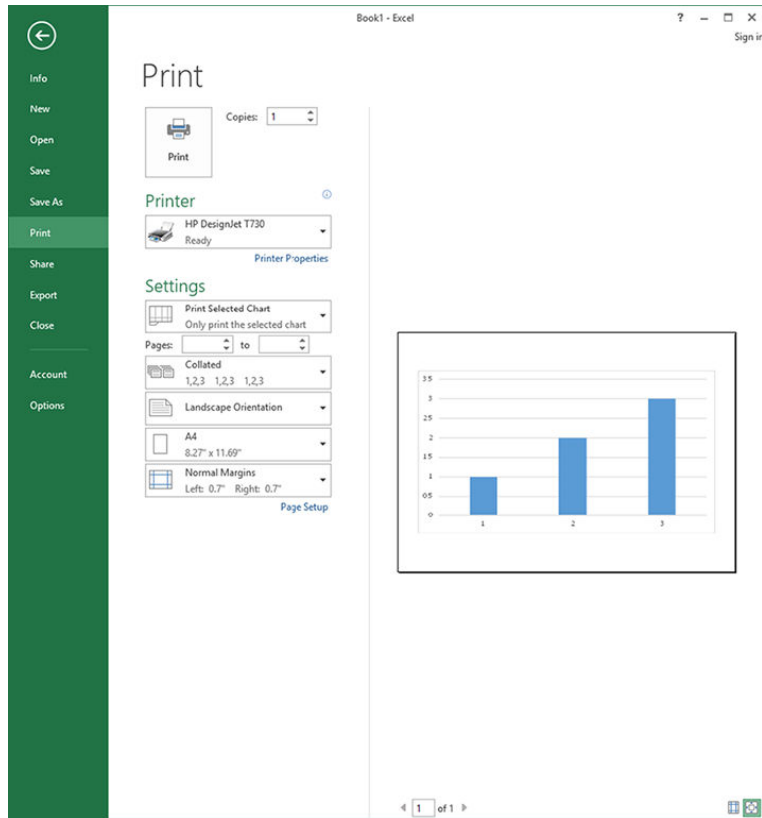 Book1 - Excel
?
Sign in
Info
New
Open
Save
Save As
Print
Share
Export
Close
Account
Options
Print
Print
Copies: 1
Printer
HP DesignJet T730
Ready
Printer Properties
Settings
Print Selected Chart
Only print the selected chart
Pages: to
Collated
1,2,3 1,2,3 1,2,3
Landscape Orientation
A4
8.27" x 11.69"
Normal Margins
Left: 0.7" Right: 0.7"
Page Setup
3.5
3
2.5
2
1.5
1
0.5
0
1 2 3
1 of 1